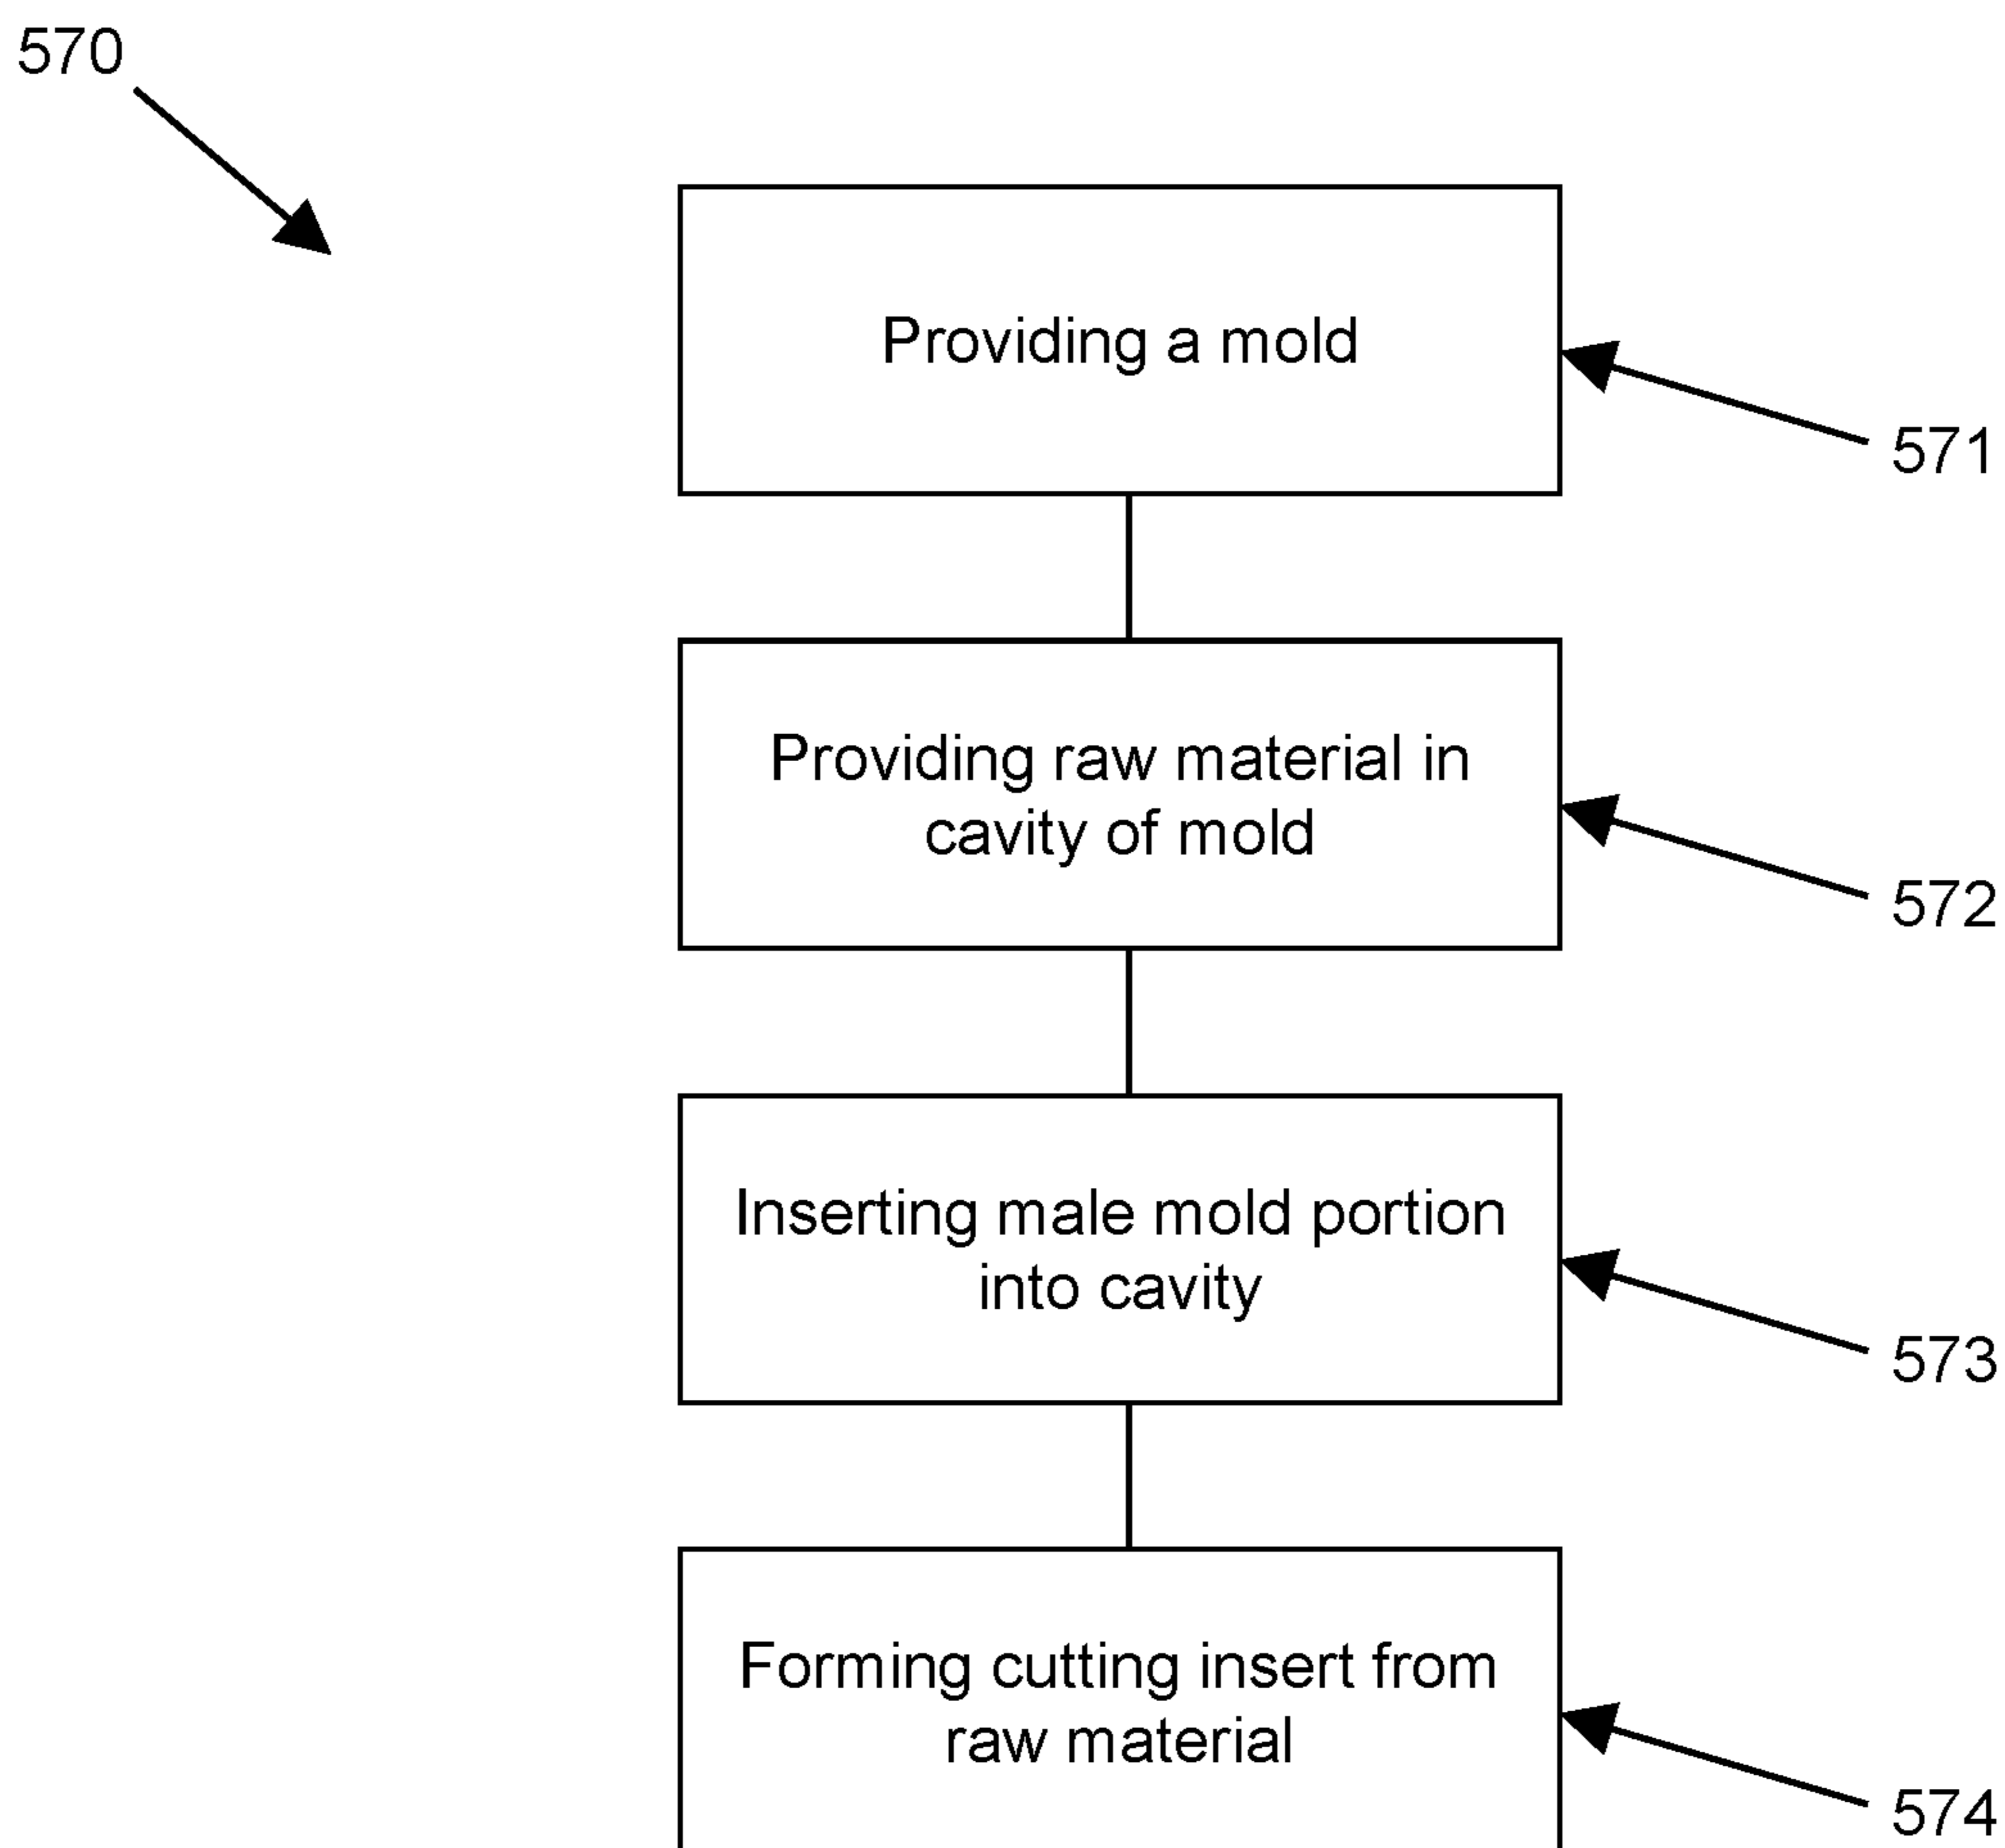 570
Providing a mold
571
Providing raw material in
cavity of mold
572
Inserting male mold portion
into cavity
573
Forming cutting insert from
raw material
574